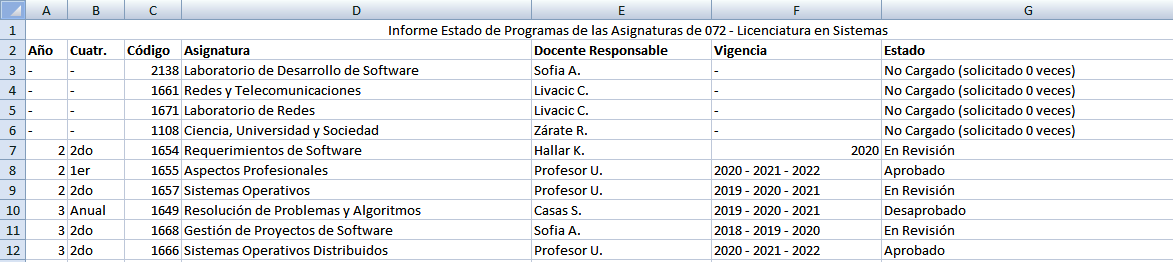 A B C D E F G
1 Informe Estado de Programas de las Asignaturas de 072 - Licenciatura en Sistemas
2 Año Cuatr. Código Asignatura Docente Responsable Vigencia Estado
3 - - 2138 Laboratorio de Desarrollo de Software Sofia A. - No Cargado (solicitado 0 veces)
4 - - 1661 Redes y Telecomunicaciones Livacic C. - No Cargado (solicitado 0 veces)
5 - - 1671 Laboratorio de Redes Livacic C. - No Cargado (solicitado 0 veces)
6 - - 1108 Ciencia, Universidad y Sociedad Zárate R. - No Cargado (solicitado 0 veces)
7 2 2do 1654 Requerimientos de Software Hallar K. 2020 En Revisión
8 2 1er 1655 Aspectos Profesionales Profesor U. 2020 - 2021 - 2022 Aprobado
9 2 2do 1657 Sistemas Operativos Profesor U. 2019 - 2020 - 2021 En Revisión
10 3 Anual 1649 Resolución de Problemas y Algoritmos Casas S. 2019 - 2020 - 2021 Desaprobado
11 3 2do 1668 Gestión de Proyectos de Software Sofia A. 2018 - 2019 - 2020 En Revisión
12 3 2do 1666 Sistemas Operativos Distribuidos Profesor U. 2020 - 2021 - 2022 Aprobado